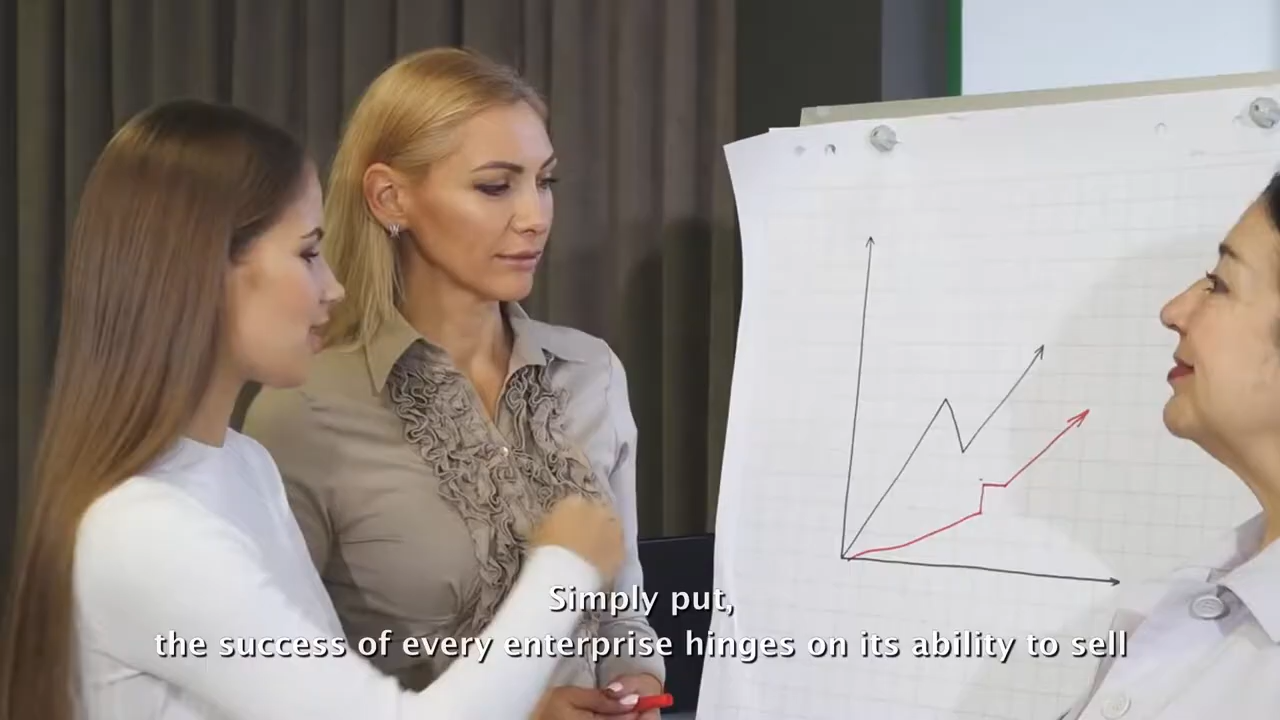 Simply put,
the success of every enterprise hinges on its ability to sell